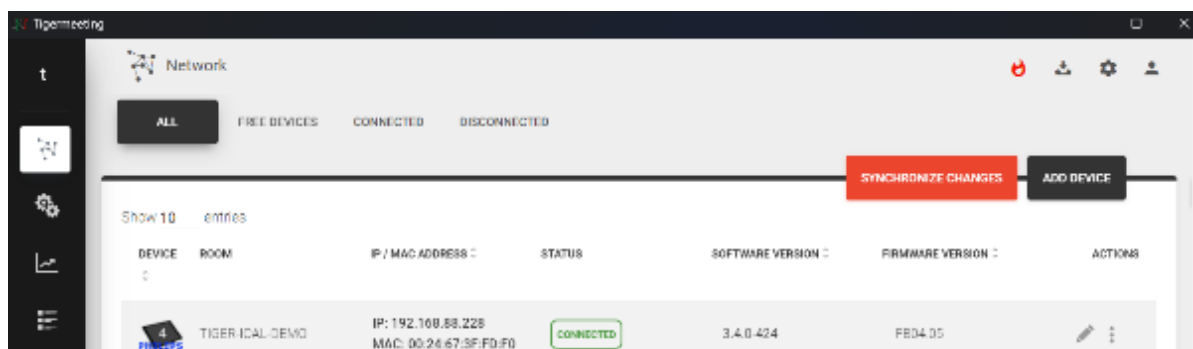 Tigermeeting
t
Network
ALL FREE DEVICES CONNECTED DISCONNECTED
SYNCHRONIZE CHANGES ADD DEVICE
Show 10 entries
DEVICE ROOM IP / MAC ADDRESS STATUS SOFTWARE VERSION FIRMWARE VERSION ACTIONS
4
PHILIPS
TIGER-ICAL-DEMO
IP: 192.168.88.228
MAC: 00:24:67:3F:FD:F0
CONNECTED
3.4.0-424
FB04.05